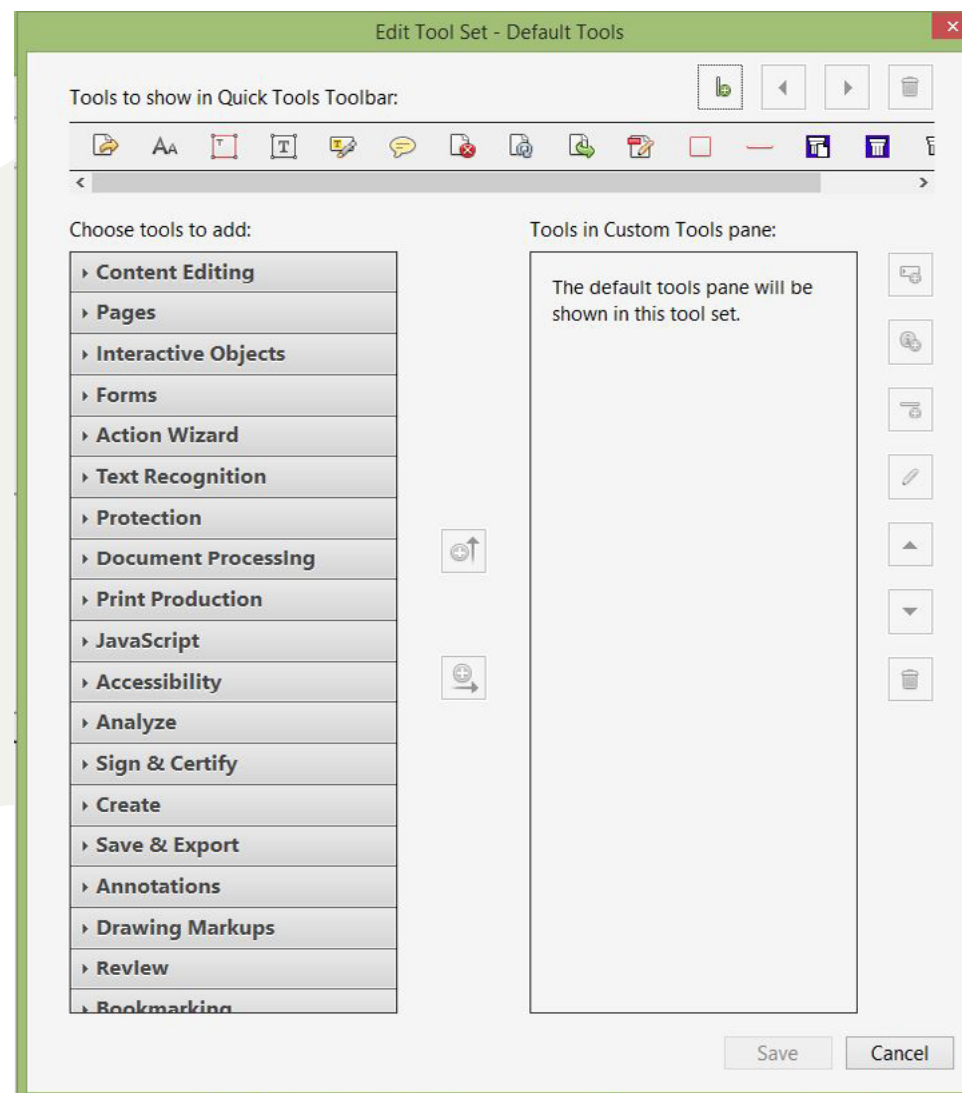 Edit Tool Set - Default Tools
Tools to show in Quick Tools Toolbar:
Choose tools to add:
Tools in Custom Tools pane:
Content Editing
The default tools pane will be
shown in this tool set.
Pages
Interactive Objects
Forms
Action Wizard
Text Recognition
Protection
Document Processing
Print Production
JavaScript
Accessibility
Analyze
Sign & Certify
Create
Save & Export
Annotations
Drawing Markups
Review
Bookmarking
Save
Cancel